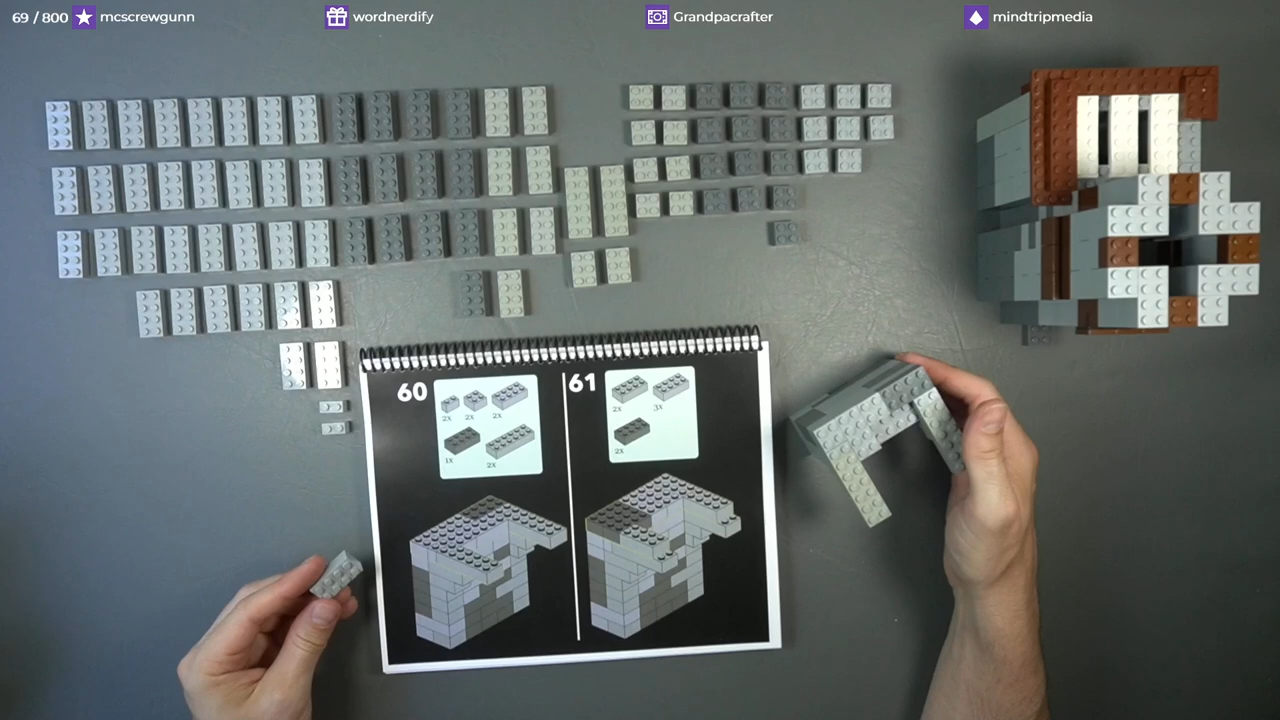 69 / 800 mcscrewgunn wordnerdify Grandpacrafter mindtripmedia
60 61
2X 2X 2X
1X 2X
2X 3X
2X